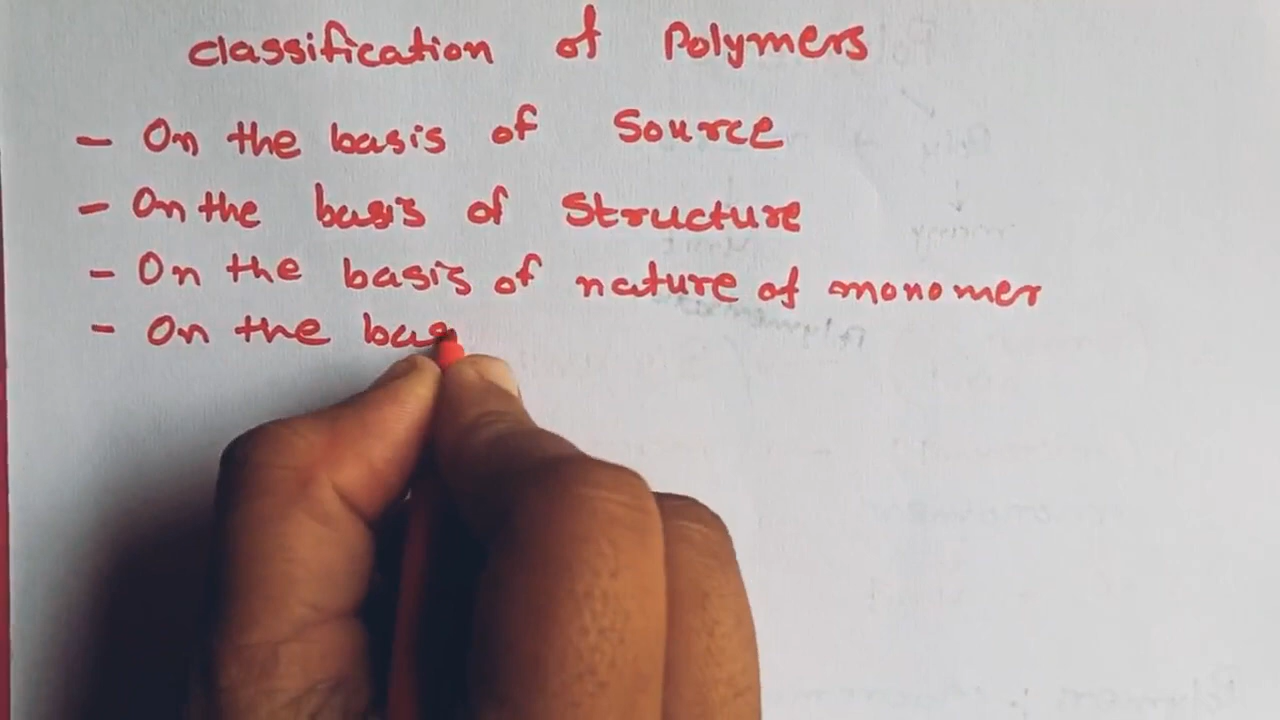 classification of Polymers
- On the basis of Source
- On the basis of Structure
- On the basis of nature of monomer
- On the bas